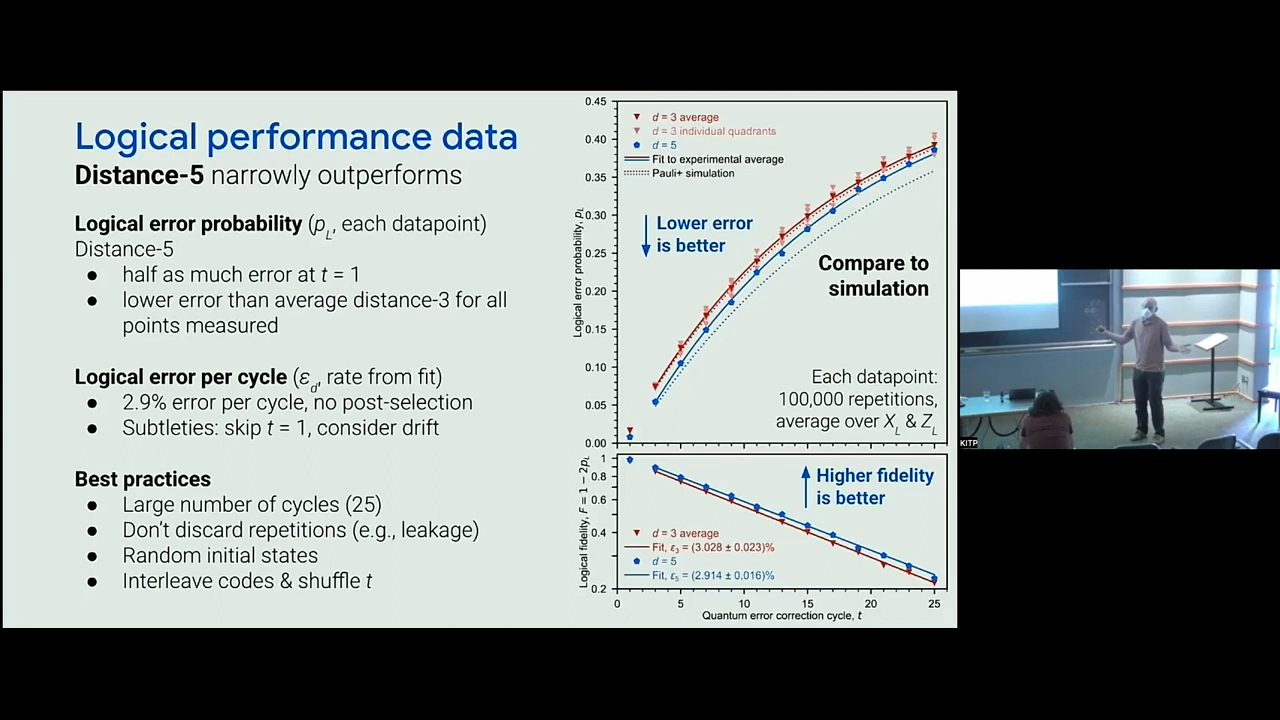 Logical performance data
Distance-5 narrowly outperforms
Logical error probability (p_L, each datapoint)
Distance-5
● half as much error at t = 1
● lower error than average distance-3 for all
points measured
Logical error per cycle (ε_d, rate from fit)
● 2.9% error per cycle, no post-selection
● Subtleties: skip t = 1, consider drift
Best practices
● Large number of cycles (25)
● Don't discard repetitions (e.g., leakage)
● Random initial states
● Interleave codes & shuffle t
Logical error probability, p_L
0.45
0.40
0.35
0.30
0.25
0.20
0.15
0.10
0.05
0.00
d = 3 average
d = 3 individual quadrants
d = 5
Fit to experimental average
Pauli+ simulation
Lower error
is better
Compare to
simulation
Each datapoint:
100,000 repetitions,
average over X_L & Z_L
Logical fidelity, F = 1 − 2p_L
1
0.8
0.6
0.4
0.2
Higher fidelity
is better
d = 3 average
Fit, ε₃ = (3.028 ± 0.023)%
d = 5
Fit, ε₅ = (2.914 ± 0.016)%
0 5 10 15 20 25
Quantum error correction cycle, t
KITP